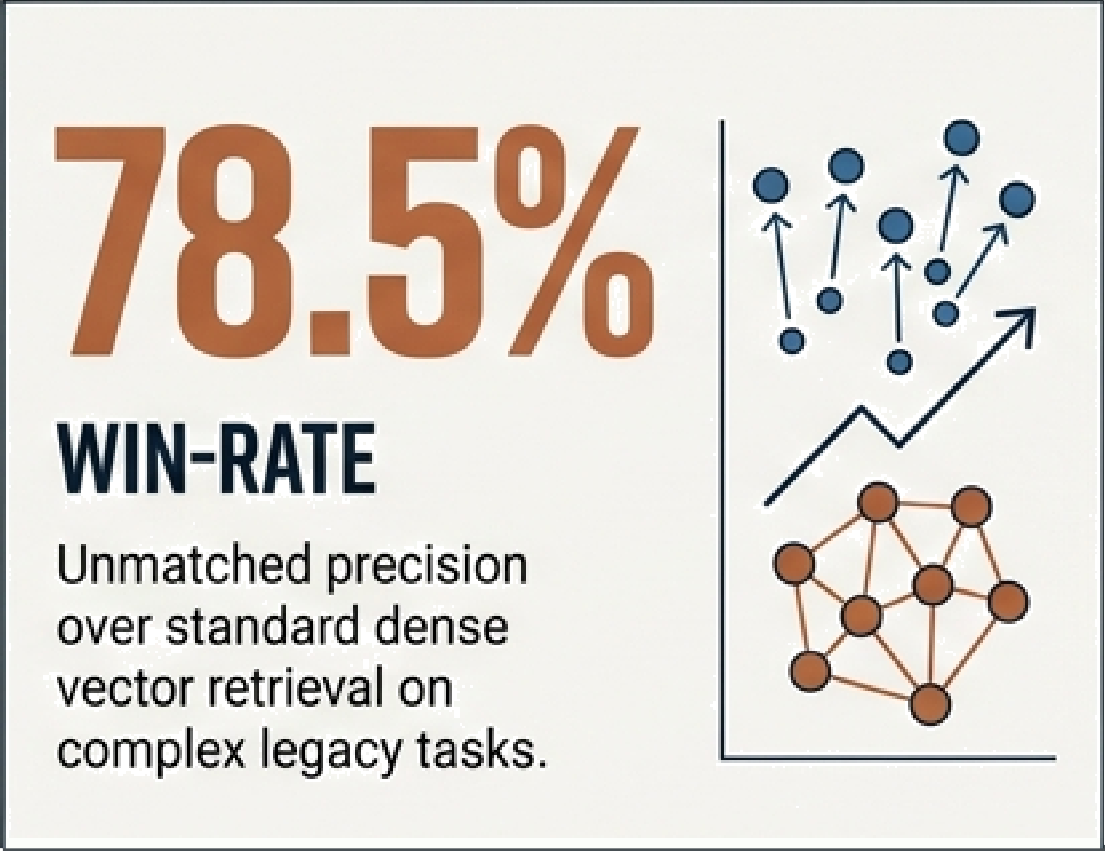 78.5%
WIN-RATE
Unmatched precision
over standard dense
vector retrieval on
complex legacy tasks.